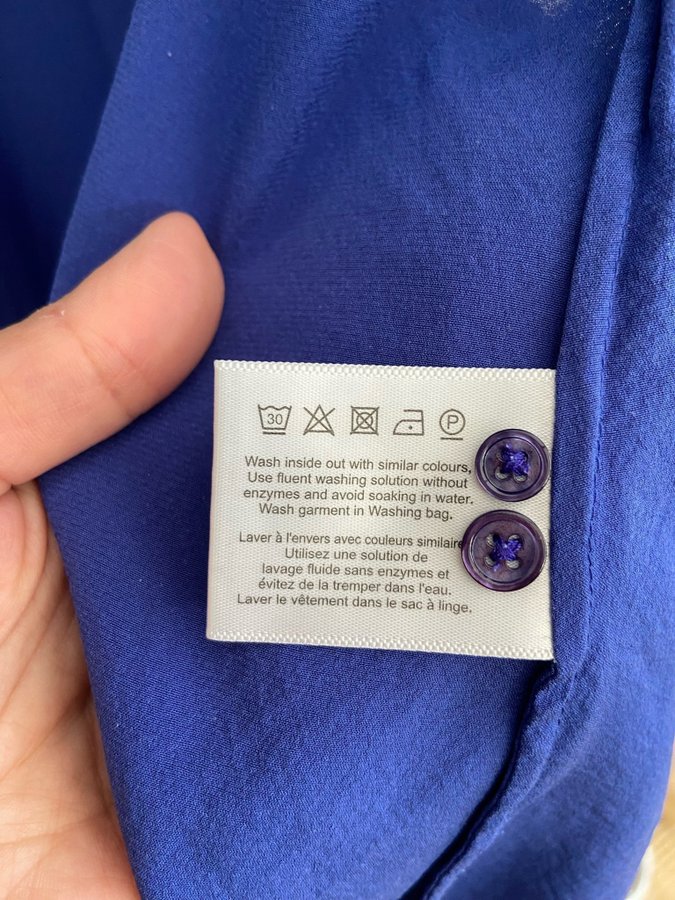 30 P
Wash inside out with similar colours,
Use fluent washing solution without
enzymes and avoid soaking in water.
Wash garment in Washing bag.
Laver à l'envers avec couleurs similaire
Utilisez une solution de
lavage fluide sans enzymes et
évitez de la tremper dans l'eau.
Laver le vêtement dans le sac à linge.